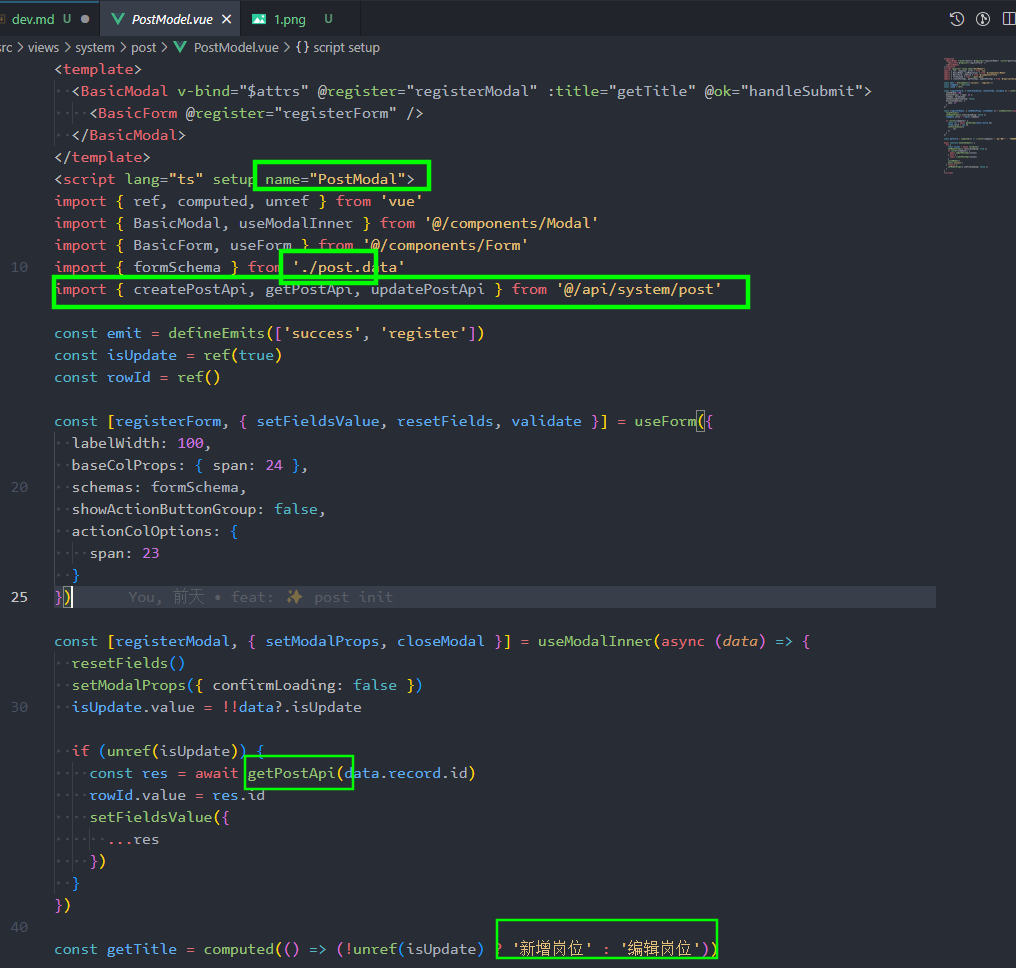 dev.md U
PostModel.vue
1.png U
src > views > system > post > PostModel.vue > {} script setup
<template>
<BasicModal v-bind="$attrs" @register="registerModal" :title="getTitle" @ok="handleSubmit">
<BasicForm @register="registerForm" />
</BasicModal>
</template>
<script lang="ts" setup name="PostModal">
import { ref, computed, unref } from 'vue'
import { BasicModal, useModalInner } from '@/components/Modal'
import { BasicForm, useForm } from '@/components/Form'
10 import { formSchema } from './post.data'
import { createPostApi, getPostApi, updatePostApi } from '@/api/system/post'
const emit = defineEmits(['success', 'register'])
const isUpdate = ref(true)
const rowId = ref()
const [registerForm, { setFieldsValue, resetFields, validate }] = useForm({
labelWidth: 100,
baseColProps: { span: 24 },
20 schemas: formSchema,
showActionButtonGroup: false,
actionColOptions: {
span: 23
}
25 }) You, 前天 • feat: ✨ post init
const [registerModal, { setModalProps, closeModal }] = useModalInner(async (data) => {
resetFields()
setModalProps({ confirmLoading: false })
30 isUpdate.value = !!data?.isUpdate
if (unref(isUpdate)) {
const res = await getPostApi(data.record.id)
rowId.value = res.id
setFieldsValue({
...res
})
}
})
40
const getTitle = computed(() => (!unref(isUpdate) ? '新增岗位' : '编辑岗位'))